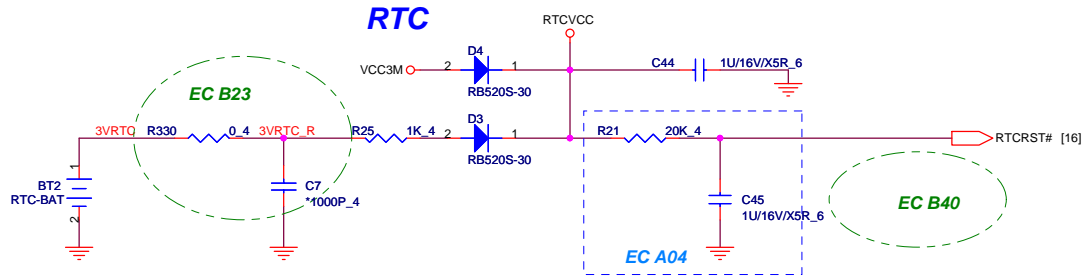 RTC
RTCVCC
D4
VCC3M
2
1
RB520S-30
C44
1U/16V/X5R_6
EC B23
3VRTC
R330
0_4
3VRTC_R
R25
1K_4
D3
2
1
RB520S-30
R21
20K_4
RTCRST# [16]
1
BT2
RTC-BAT
2
C7
*1000P_4
C45
1U/16V/X5R_6
EC B40
EC A04